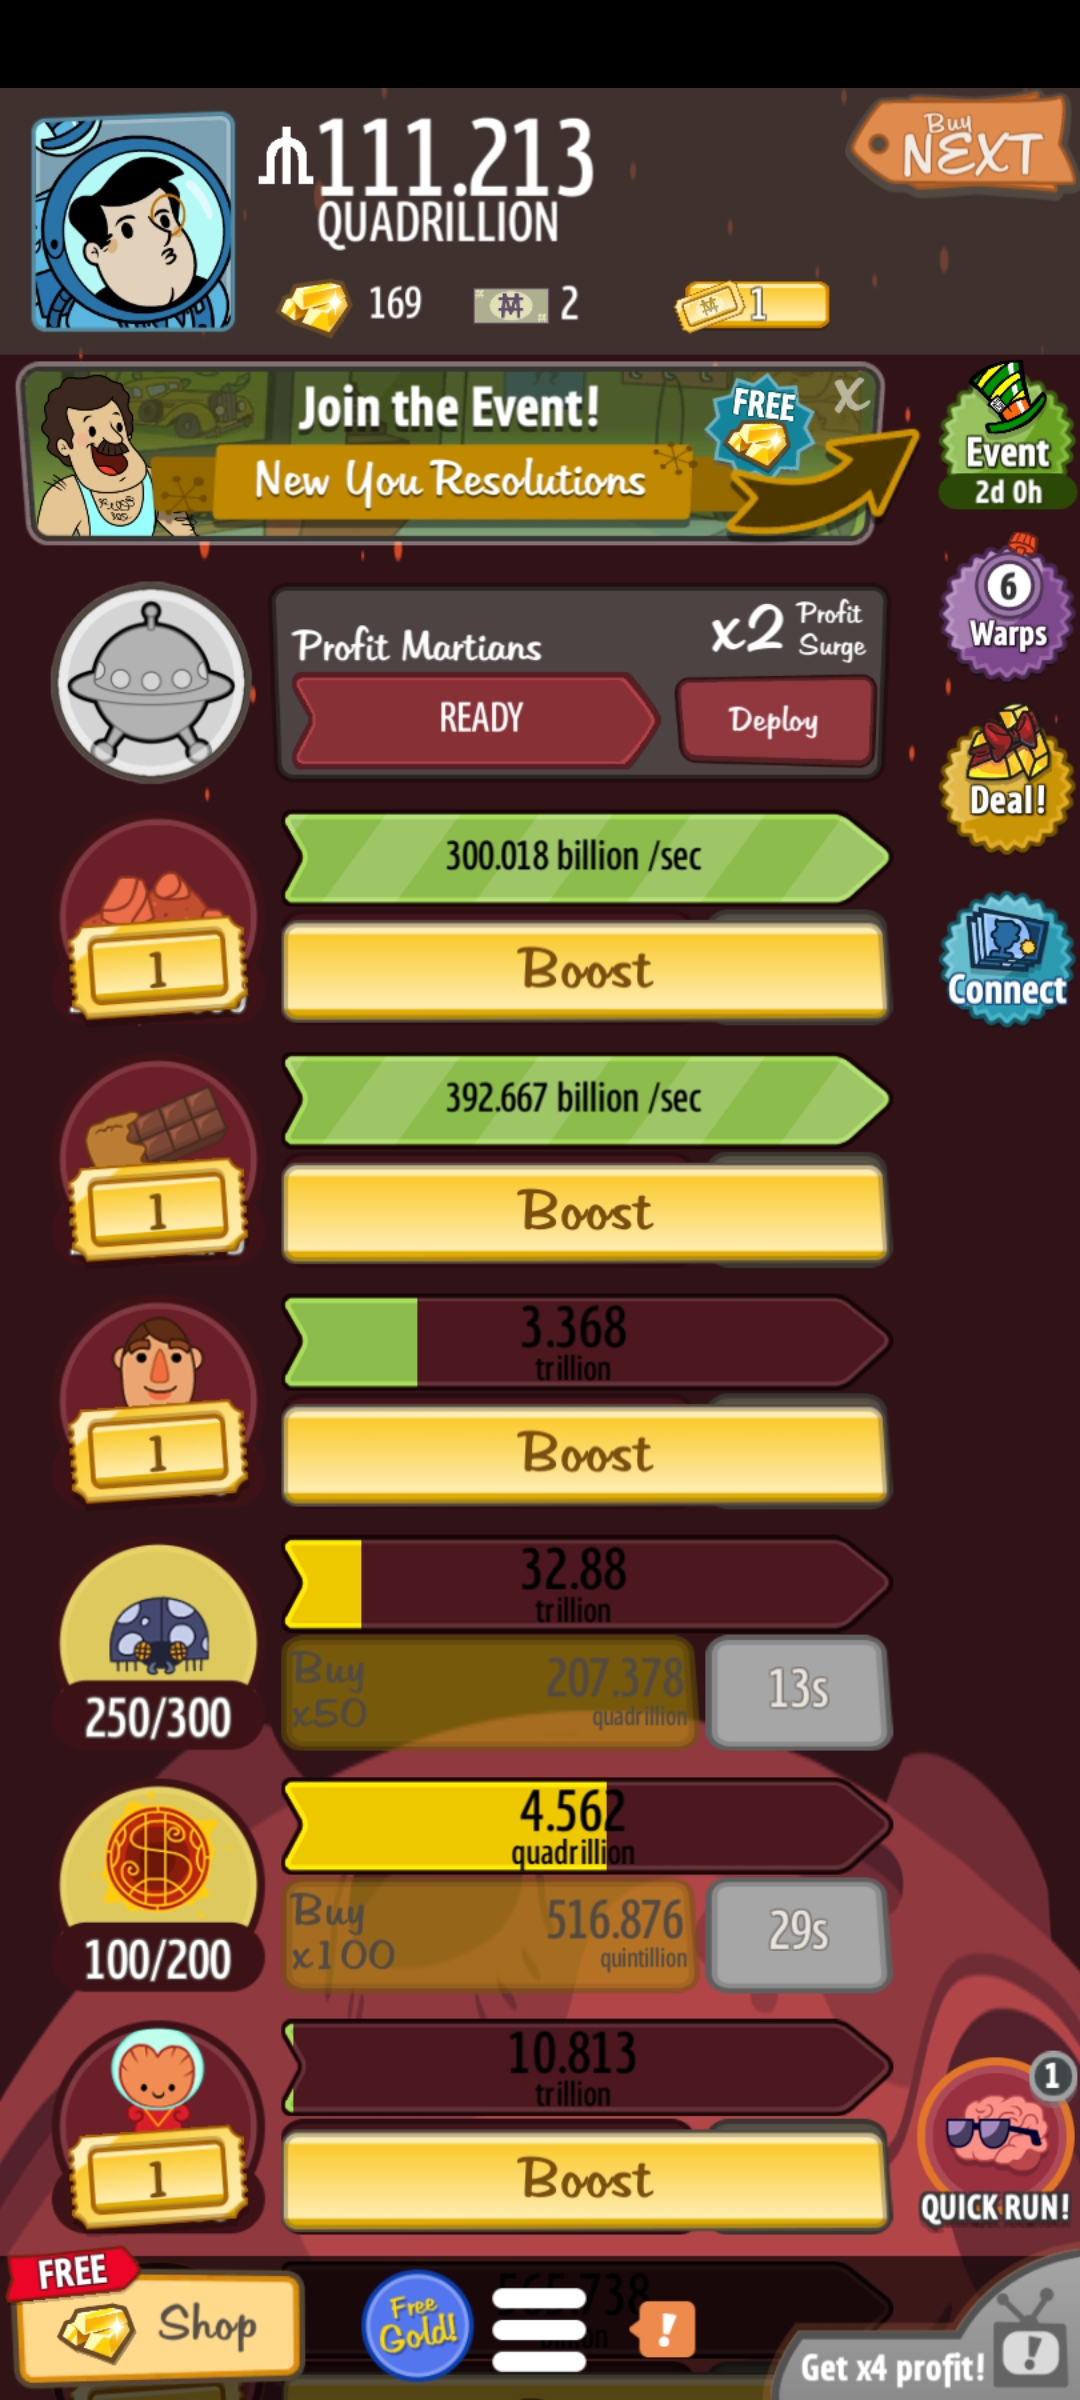 111.213
QUADRILLION
Buy
NEXT
169
2
1
Join the Event!
New You Resolutions
FREE
X
Event
2d 0h
6
Warps
Deal!
Connect
Profit Martians
x2 Profit Surge
READY
Deploy
300.018 billion /sec
1
Boost
392.667 billion /sec
1
Boost
3.368
trillion
1
Boost
32.88
trillion
250/300
Buy
x50
207.378
quadrillion
13s
4.562
quadrillion
100/200
Buy
x100
516.876
quintillion
29s
10.813
trillion
1
Boost
1
QUICK RUN!
FREE
Shop
Free
Gold!
!
Get x4 profit!
!